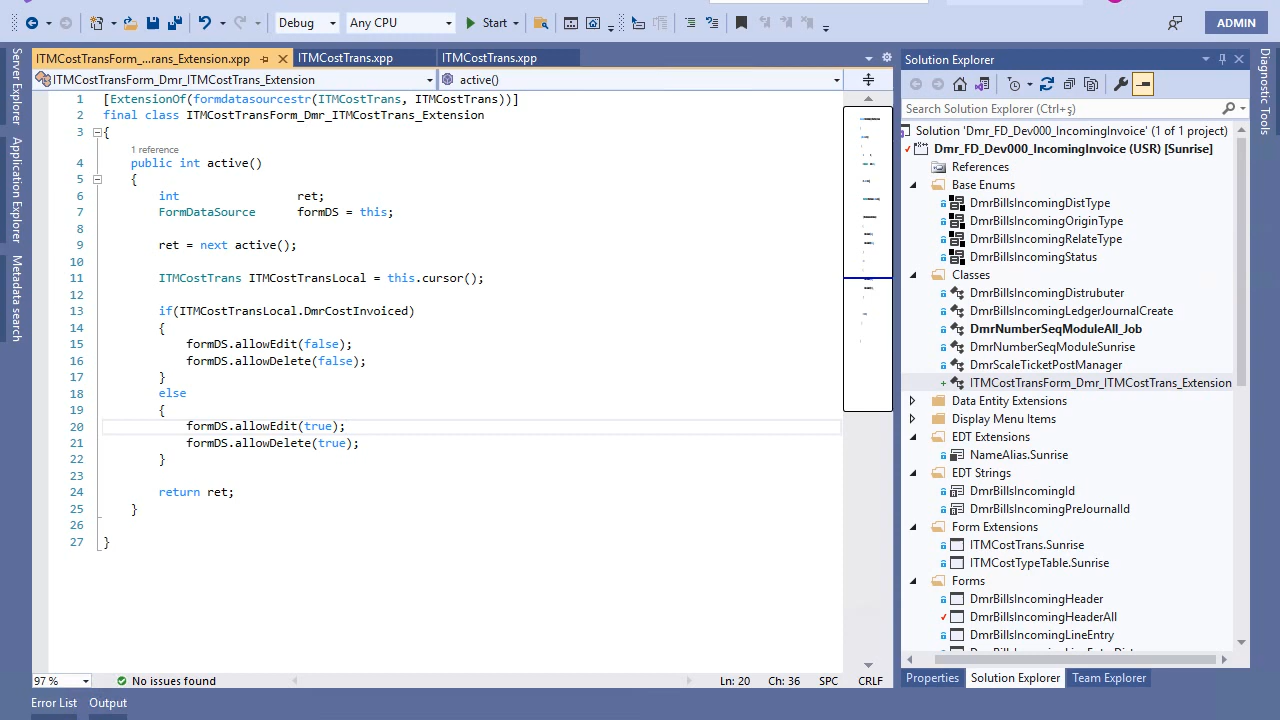 Debug
Any CPU
Start
ADMIN
Server Explorer
Application Explorer
Metadata search
ITMCostTransForm_...rans_Extension.xpp
ITMCostTrans.xpp
ITMCostTrans.xpp
ITMCostTransForm_Dmr_ITMCostTrans_Extension
active()
1 [ExtensionOf(formdatasourcestr(ITMCostTrans, ITMCostTrans))]
2 final class ITMCostTransForm_Dmr_ITMCostTrans_Extension
3 {
1 reference
4 public int active()
5 {
6 int ret;
7 FormDataSource formDS = this;
8
9 ret = next active();
10
11 ITMCostTrans ITMCostTransLocal = this.cursor();
12
13 if(ITMCostTransLocal.DmrCostInvoiced)
14 {
15 formDS.allowEdit(false);
16 formDS.allowDelete(false);
17 }
18 else
19 {
20 formDS.allowEdit(true);
21 formDS.allowDelete(true);
22 }
23
24 return ret;
25 }
26
27 }
97 %
No issues found
Ln: 20
Ch: 36
SPC
CRLF
Error List
Output
Solution Explorer
Search Solution Explorer (Ctrl+ş)
Solution 'Dmr_FD_Dev000_IncomingInvoice' (1 of 1 project)
Dmr_FD_Dev000_IncomingInvoice (USR) [Sunrise]
References
Base Enums
DmrBillsIncomingDistType
DmrBillsIncomingOriginType
DmrBillsIncomingRelateType
DmrBillsIncomingStatus
Classes
DmrBillsIncomingDistrubuter
DmrBillsIncomingLedgerJournalCreate
DmrNumberSeqModuleAll_Job
DmrNumberSeqModuleSunrise
DmrScaleTicketPostManager
ITMCostTransForm_Dmr_ITMCostTrans_Extension
Data Entity Extensions
Display Menu Items
EDT Extensions
NameAlias.Sunrise
EDT Strings
DmrBillsIncomingId
DmrBillsIncomingPreJournalId
Form Extensions
ITMCostTrans.Sunrise
ITMCostTypeTable.Sunrise
Forms
DmrBillsIncomingHeader
DmrBillsIncomingHeaderAll
DmrBillsIncomingLineEntry
Properties
Solution Explorer
Team Explorer
Diagnostic Tools